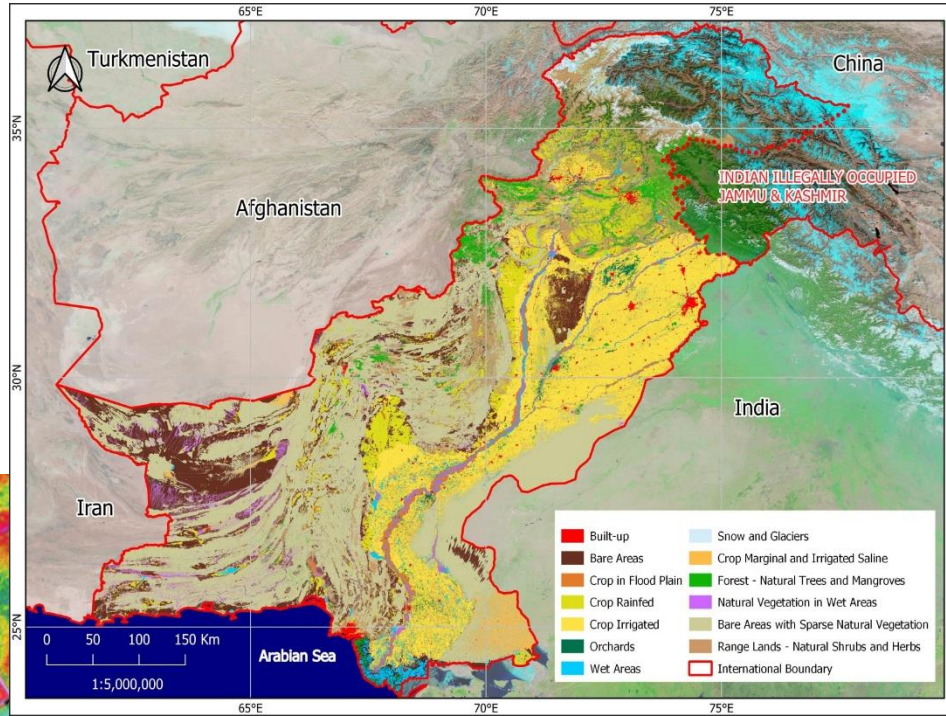 65°E 70°E 75°E
Turkmenistan
China
35°N 35°N
INDIAN ILLEGALLY OCCUPIED
JAMMU & KASHMIR
Afghanistan
30°N 30°N
India
Iran
Built-up
Bare Areas
Crop in Flood Plain
Crop Rainfed
Crop Irrigated
Orchards
Wet Areas
Snow and Glaciers
Crop Marginal and Irrigated Saline
Forest - Natural Trees and Mangroves
Natural Vegetation in Wet Areas
Bare Areas with Sparse Natural Vegetation
Range Lands - Natural Shrubs and Herbs
International Boundary
25°N 25°N
0 50 100 150 Km
1:5,000,000
Arabian Sea
65°E 70°E 75°E